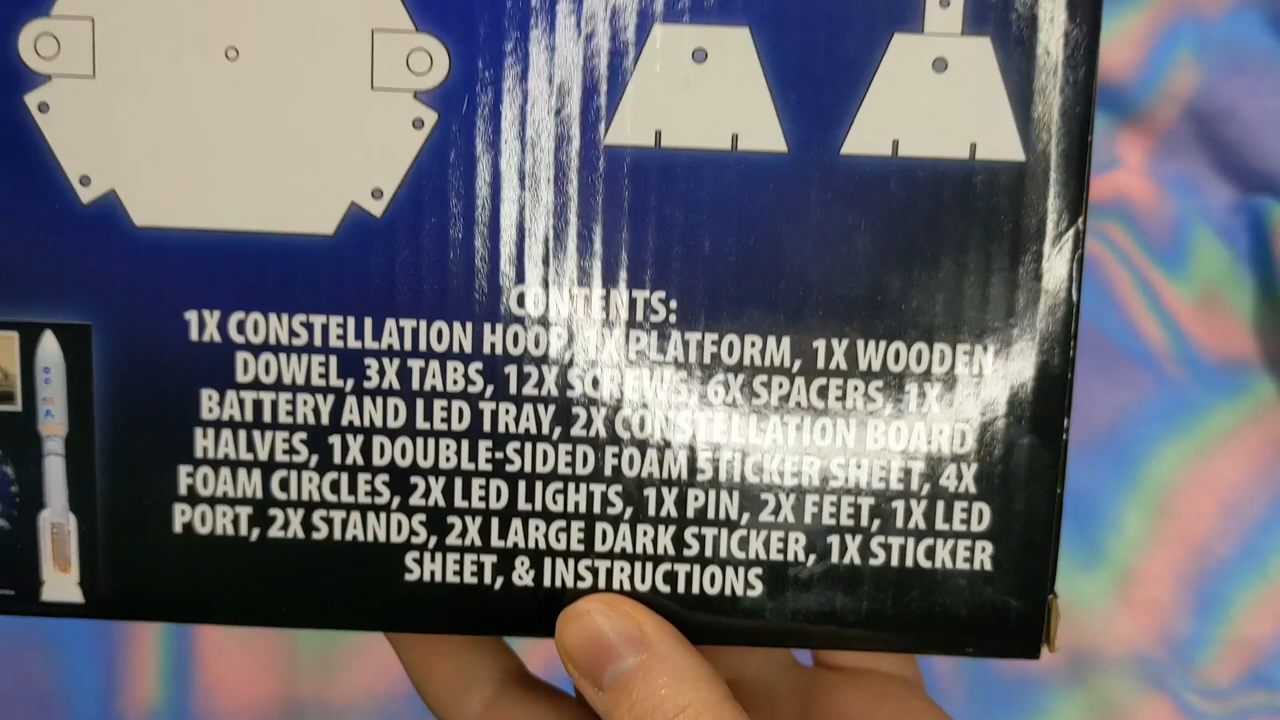 CONTENTS:
1X CONSTELLATION HOOP, 1X PLATFORM, 1X WOODEN
DOWEL, 3X TABS, 12X SCREWS, 6X SPACERS, 1X
BATTERY AND LED TRAY, 2X CONSTELLATION BOARD
HALVES, 1X DOUBLE-SIDED FOAM STICKER SHEET, 4X
FOAM CIRCLES, 2X LED LIGHTS, 1X PIN, 2X FEET, 1X LED
PORT, 2X STANDS, 2X LARGE DARK STICKER, 1X STICKER
SHEET, & INSTRUCTIONS